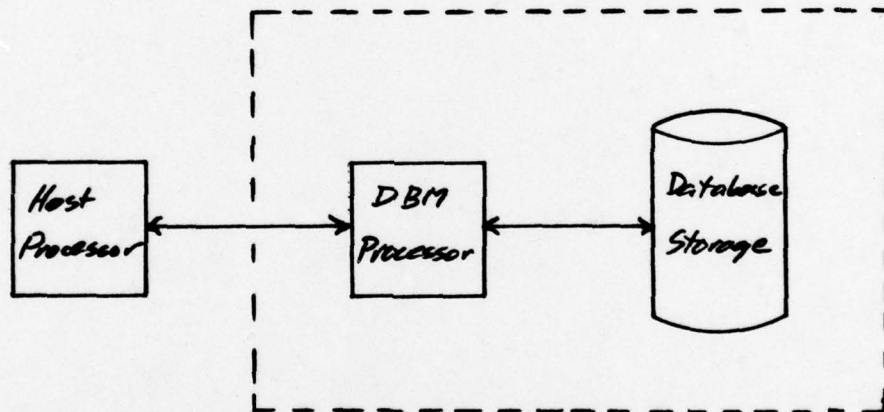 Host
Processor
DBM
Processor
Database
Storage